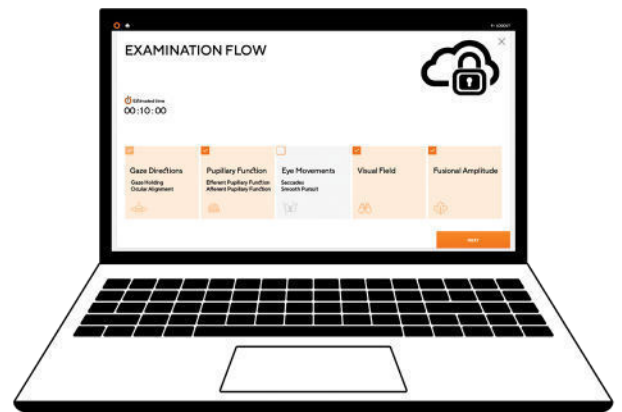 EXAMINATION FLOW
Estimated time
00:10:00
Gaze Directions
Gaze Holding
Ocular Alignment
Pupillary Function
Efferent Pupillary Function
Afferent Pupillary Function
Eye Movements
Saccades
Smooth Pursuit
Visual Field
Fusional Amplitude
NEXT